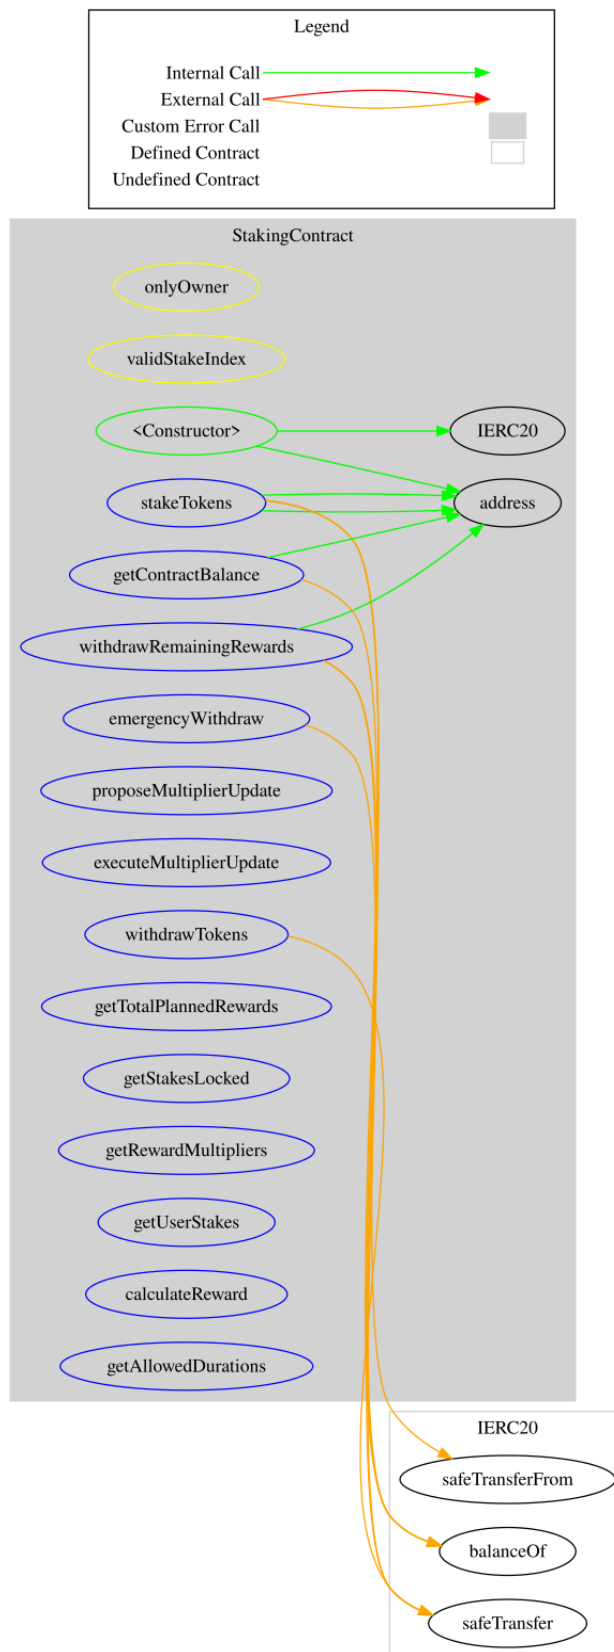 Legend
Internal Call
External Call
Custom Error Call
Defined Contract
Undefined Contract
StakingContract
onlyOwner
validStakeIndex
<Constructor>
IERC20
stakeTokens
address
getContractBalance
withdrawRemainingRewards
emergencyWithdraw
proposeMultiplierUpdate
executeMultiplierUpdate
withdrawTokens
getTotalPlannedRewards
getStakesLocked
getRewardMultipliers
getUserStakes
calculateReward
getAllowedDurations
IERC20
safeTransferFrom
balanceOf
safeTransfer